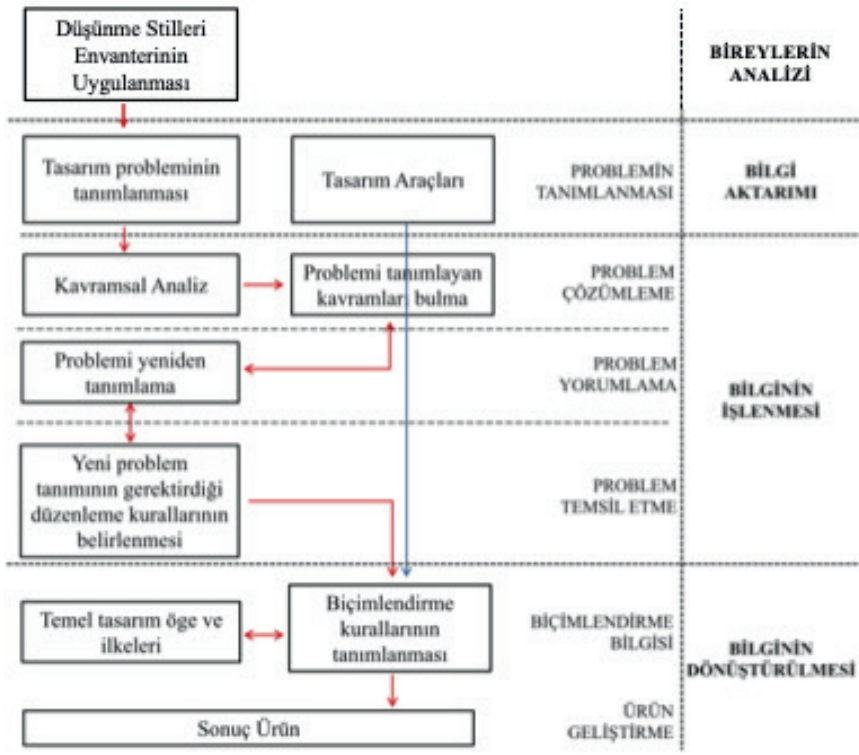 Düşünme Stilleri
Envanterinin
Uygulanması
BİREYLERİN
ANALİZİ
Tasarım probleminin
tanımlanması
Tasarım Araçları
PROBLEMİN
TANIMLANMASI
BİLGİ
AKTARIMI
Kavramsal Analiz
Problemi tanımlayan
kavramları bulma
PROBLEM
ÇÖZÜMLEME
Problemi yeniden
tanımlama
PROBLEM
YORUMLAMA
BİLGİNİN
İŞLENMESİ
Yeni problem
tanımının gerektirdiği
düzenleme kurallarının
belirlenmesi
PROBLEM
TEMSİL ETME
Temel tasarım öge ve
ilkeleri
Biçimlendirme
kurallarının
tanımlanması
BİÇİMLENDİRME
BİLGİSİ
BİLGİNİN
DÖNÜŞTÜRÜLMESİ
Sonuç Ürün
ÜRÜN
GELİŞTİRME